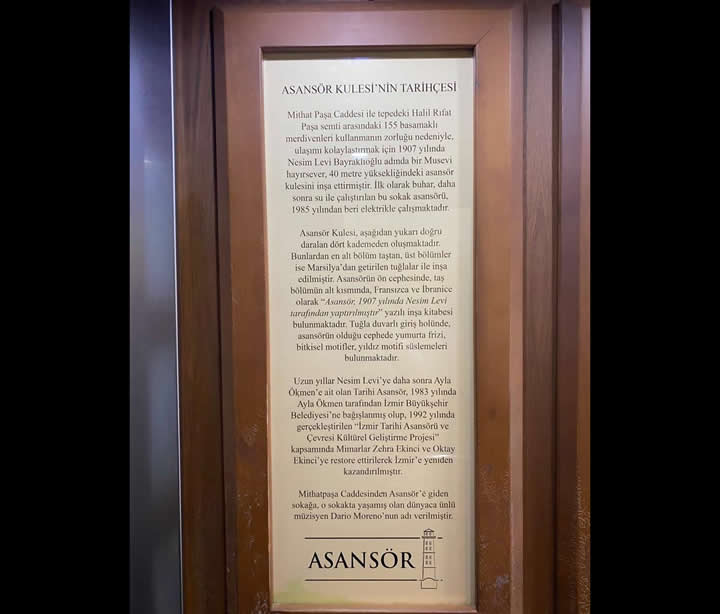 ASANSÖR KULESİ'NİN TARİHÇESİ
Mithat Paşa Caddesi ile tepedeki Halil Rıfat
Paşa semti arasındaki 155 basamaklı
merdivenleri kullanmanın zorluğu nedeniyle,
ulaşımı kolaylaştırmak için 1907 yılında
Nesim Levi Bayraklıoğlu adında bir Musevi
hayırsever, 40 metre yüksekliğindeki asansör
kulesini inşa ettirmiştir. İlk olarak buhar, daha
sonra su ile çalıştırılan bu sokak asansörü,
1985 yılından beri elektrikle çalışmaktadır.
Asansör Kulesi, aşağıdan yukarı doğru
daralan dört kademeden oluşmaktadır.
Bunlardan en alt bölüm taştan, üst bölümler
ise Marsilya'dan getirilen tuğlalar ile inşa
edilmiştir. Asansörün ön cephesinde, taş
bölümün alt kısmında, Fransızca ve İbranice
olarak “Asansör, 1907 yılında Nesim Levi
tarafından yaptırılmıştır” yazılı inşa kitabesi
bulunmaktadır. Tuğla duvarlı giriş holünde,
asansörün olduğu cephede yumurta frizi,
bitkisel motifler, yıldız motifi süslemeleri
bulunmaktadır.
Uzun yıllar Nesim Levi'ye daha sonra Ayla
Ökmen'e ait olan Tarihi Asansör, 1983 yılında
Ayla Ökmen tarafından İzmir Büyükşehir
Belediyesi'ne bağışlanmış olup, 1992 yılında
gerçekleştirilen “İzmir Tarihi Asansörü ve
Çevresi Kültürel Geliştirme Projesi”
kapsamında Mimarlar Zehra Ekinci ve Oktay
Ekinci'ye restore ettirilerek İzmir'e yeniden
kazandırılmıştır.
Mithatpaşa Caddesinden Asansör'e giden
sokağa, o sokakta yaşamış olan dünyaca ünlü
müzisyen Dario Moreno'nun adı verilmiştir.
ASANSÖR